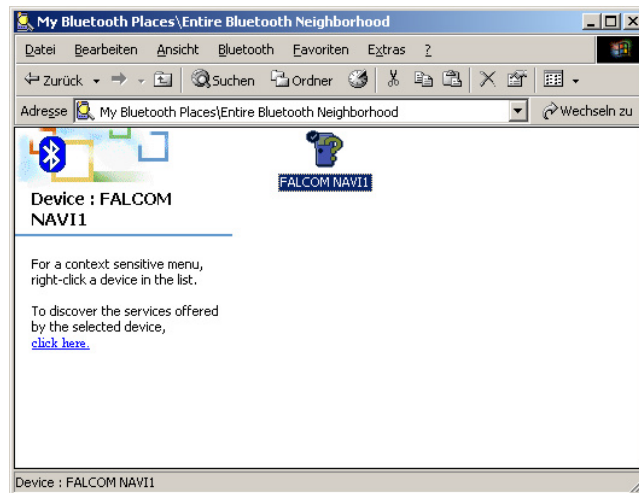 My Bluetooth Places\Entire Bluetooth Neighborhood
Datei Bearbeiten Ansicht Bluetooth Favoriten Extras ?
Zurück Suchen Ordner
Adresse My Bluetooth Places\Entire Bluetooth Neighborhood Wechseln zu
Device : FALCOM
NAVI1
For a context sensitive menu,
right-click a device in the list.
To discover the services offered
by the selected device,
click here.
FALCOM NAVI1
Device : FALCOM NAVI1